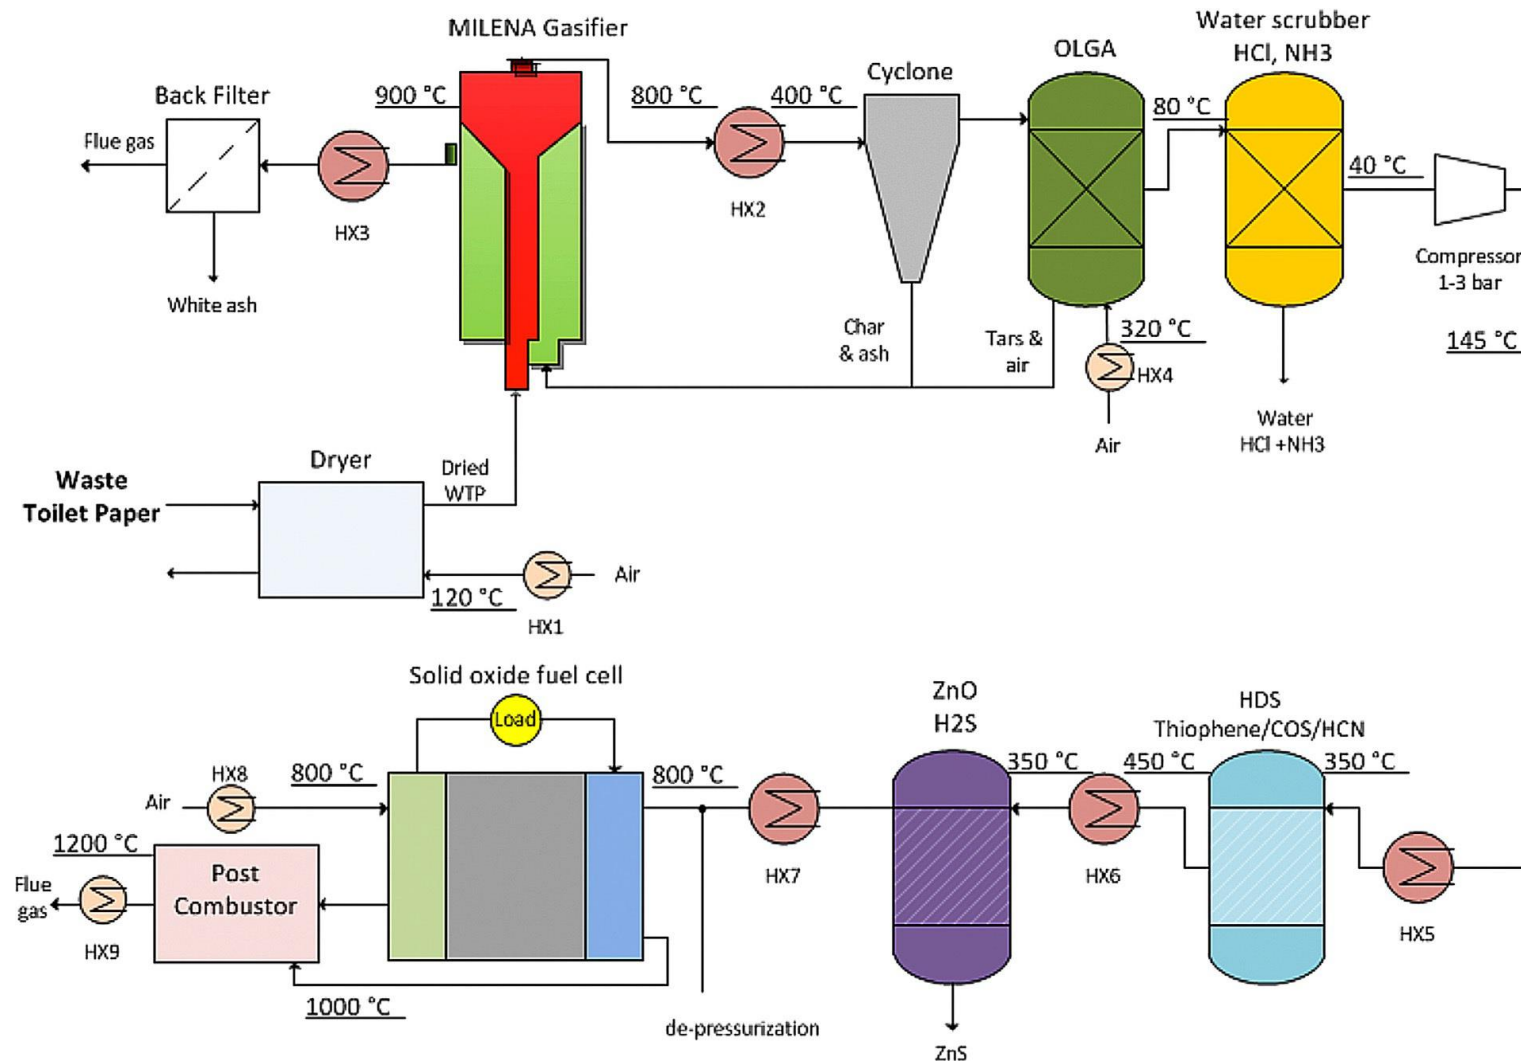 MILENA Gasifier
Water scrubber
HCl, NH3
OLGA
Cyclone
Back Filter
900 °C
800 °C
400 °C
80 °C
Flue gas
40 °C
HX3
HX2
Compressor
1-3 bar
White ash
Char
& ash
Tars &
air
320 °C
145 °C
HX4
Air
Water
HCl +NH3
Dryer
Dried
WTP
Waste
Toilet Paper
Air
120 °C
HX1
Solid oxide fuel cell
Load
ZnO
H2S
HDS
Thiophene/COS/HCN
HX8
800 °C
800 °C
350 °C
450 °C
350 °C
Air
1200 °C
Post
Combustor
Flue
gas
HX9
HX7
HX6
HX5
1000 °C
de-pressurization
ZnS